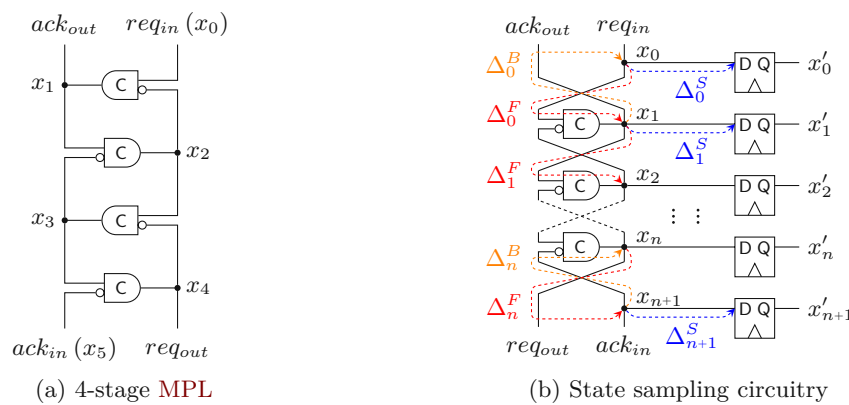 ack_out req_in (x_0)
x_1 C
C x_2
x_3 C
C x_4
ack_in (x_5) req_out
(a) 4-stage MPL
ack_out req_in
Δ_0^B x_0 D Q x'_0
Δ_0^S
Δ_0^F x_1 C D Q x'_1
Δ_1^S
Δ_1^F x_2 C D Q x'_2
⋮ ⋮
x_n C D Q x'_n
Δ_n^B
Δ_n^F x_{n+1} D Q x'_{n+1}
Δ_{n+1}^S
req_out ack_in
(b) State sampling circuitry